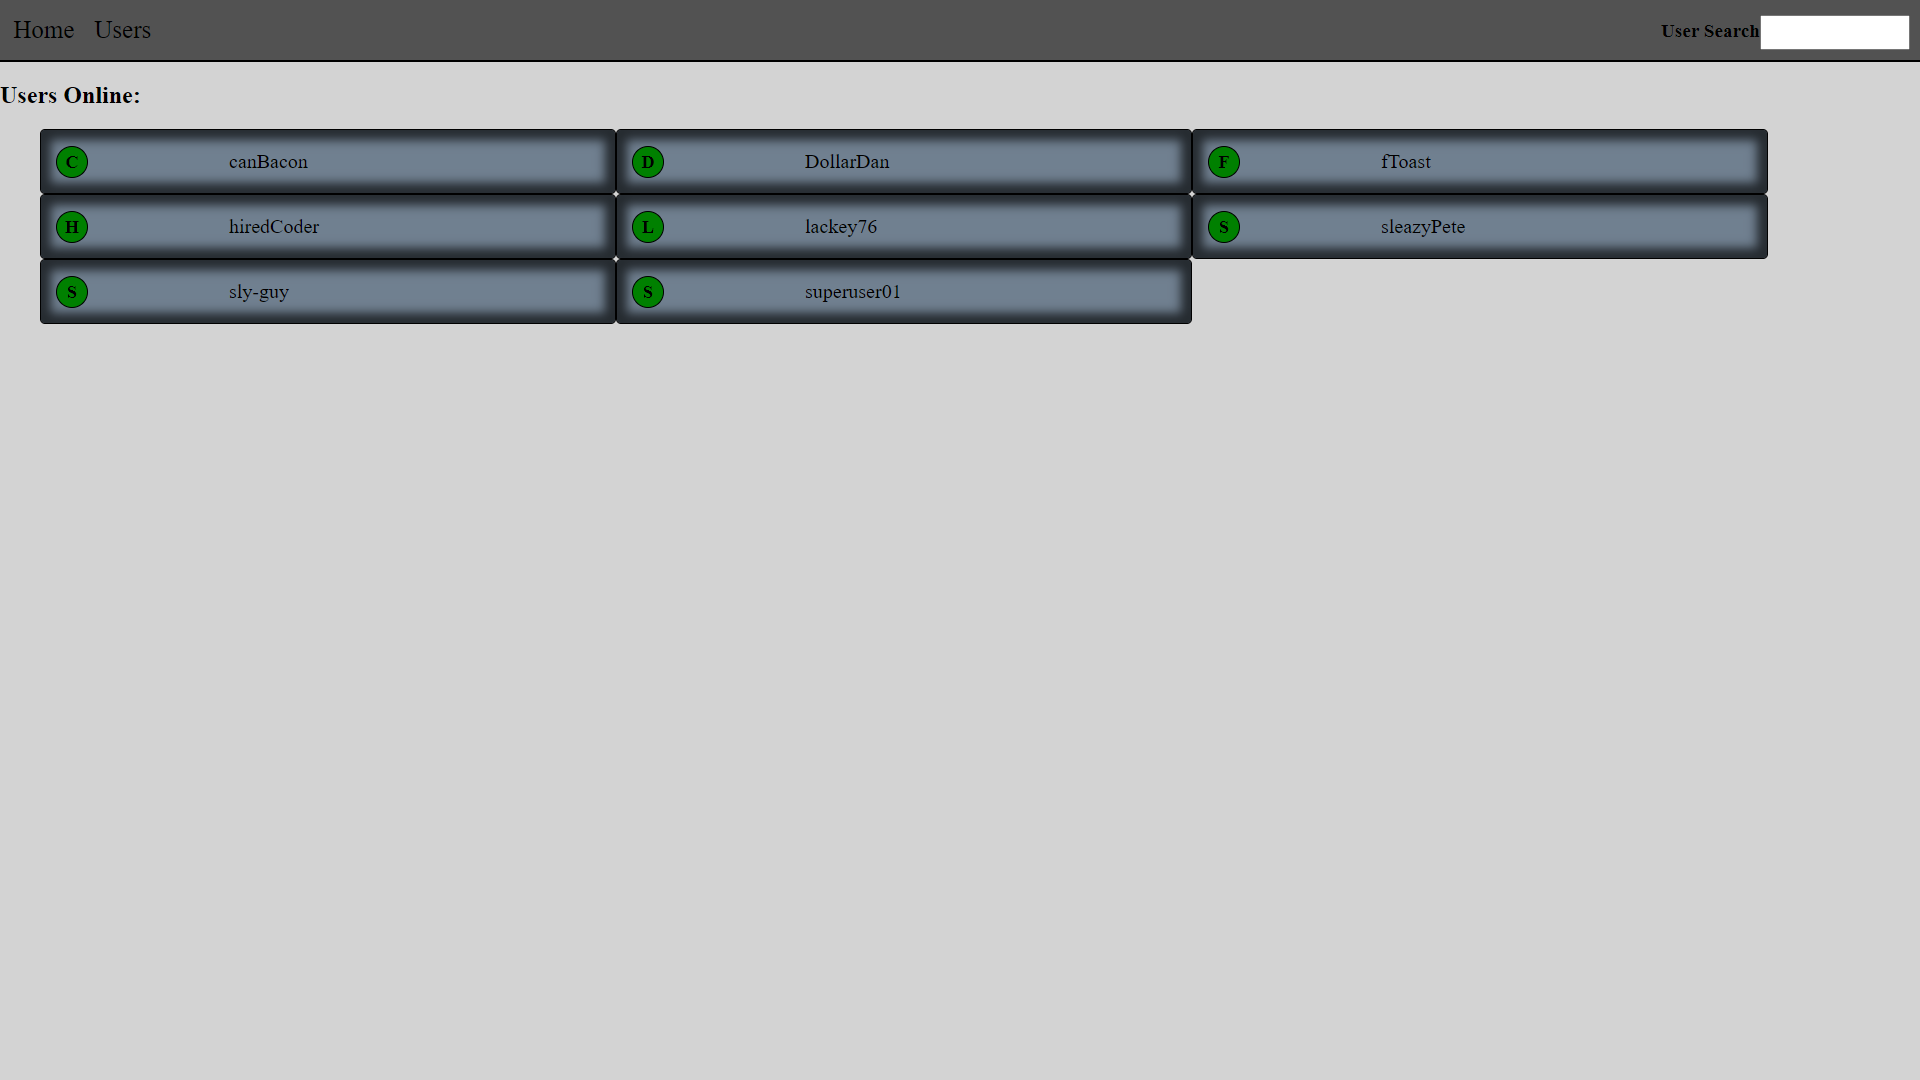 Home Users User Search
Users Online:
C canBacon D DollarDan F fToast
H hiredCoder L lackey76 S sleazyPete
S sly-guy S superuser01